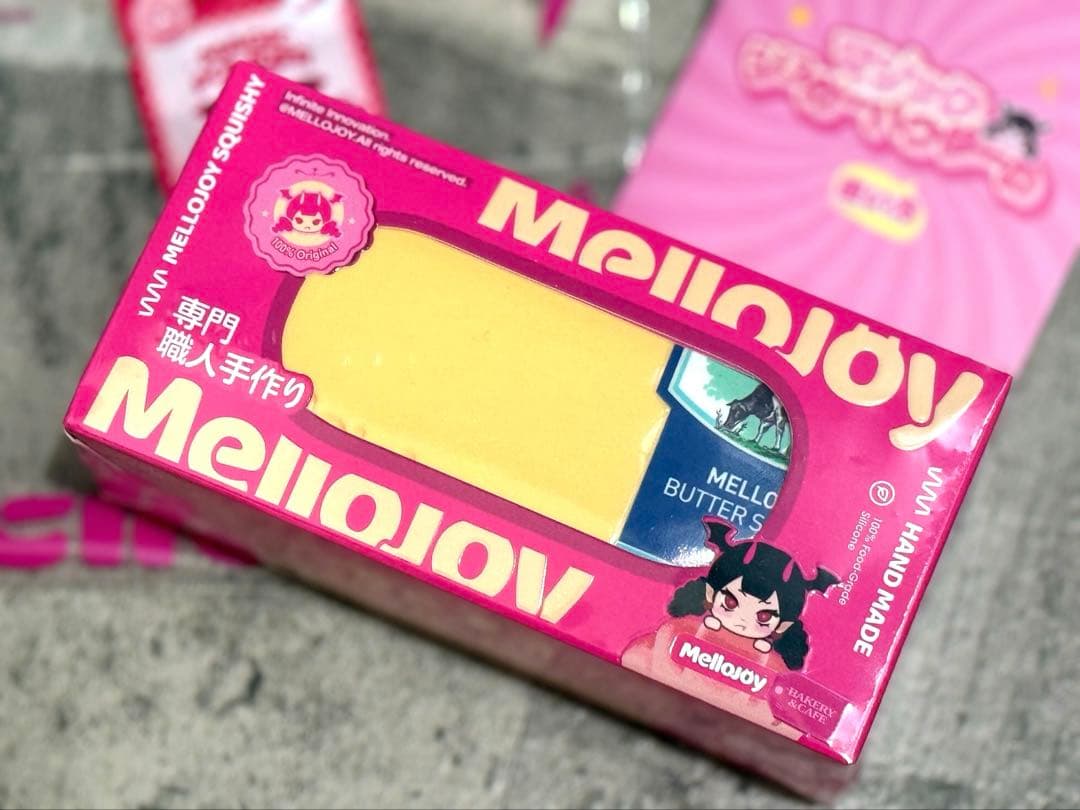 MELLOJOY SQUISHY
Infinite Innovation.
@MELLOJOY.All rights reserved.
100% Original
専門
職人手作り
Mellojoy
Mellojoy
MELLO
BUTTER S
HAND MADE
100% Food-Grade
Silicone
Mellojoy
BAKERY
&CAFE